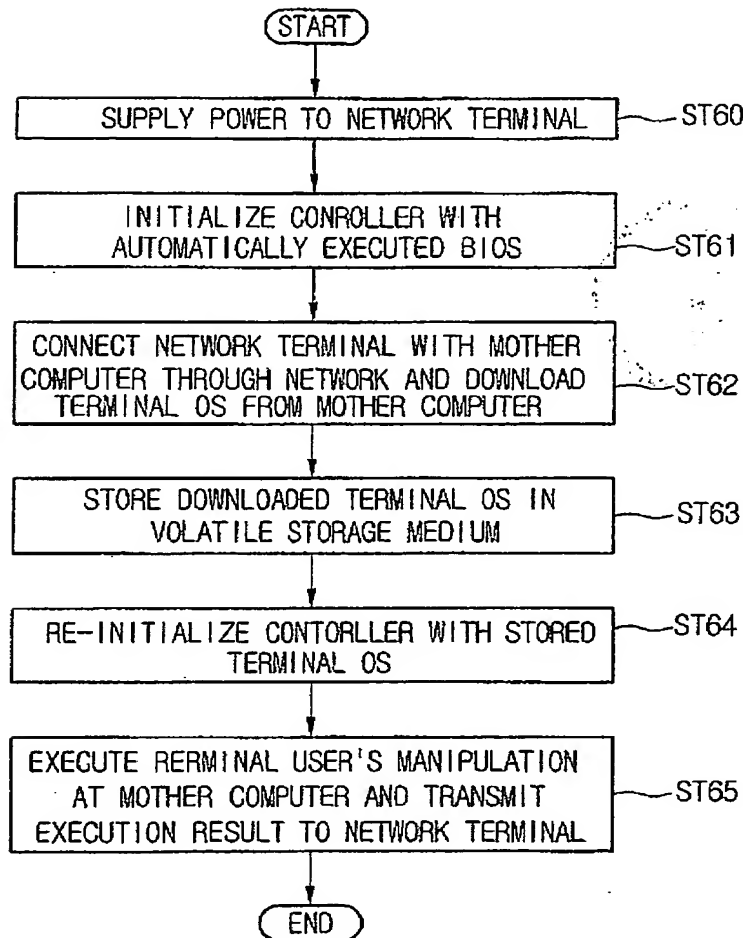 START
SUPPLY POWER TO NETWORK TERMINAL
ST60
INITIALIZE CONROLLER WITH
AUTOMATICALLY EXECUTED BIOS
ST61
CONNECT NETWORK TERMINAL WITH MOTHER
COMPUTER THROUGH NETWORK AND DOWNLOAD
TERMINAL OS FROM MOTHER COMPUTER
ST62
STORE DOWNLOADED TERMINAL OS IN
VOLATILE STORAGE MEDIUM
ST63
RE-INITIALIZE CONTORLLER WITH STORED
TERMINAL OS
ST64
EXECUTE RERMINAL USER'S MANIPULATION
AT MOTHER COMPUTER AND TRANSMIT
EXECUTION RESULT TO NETWORK TERMINAL
ST65
END